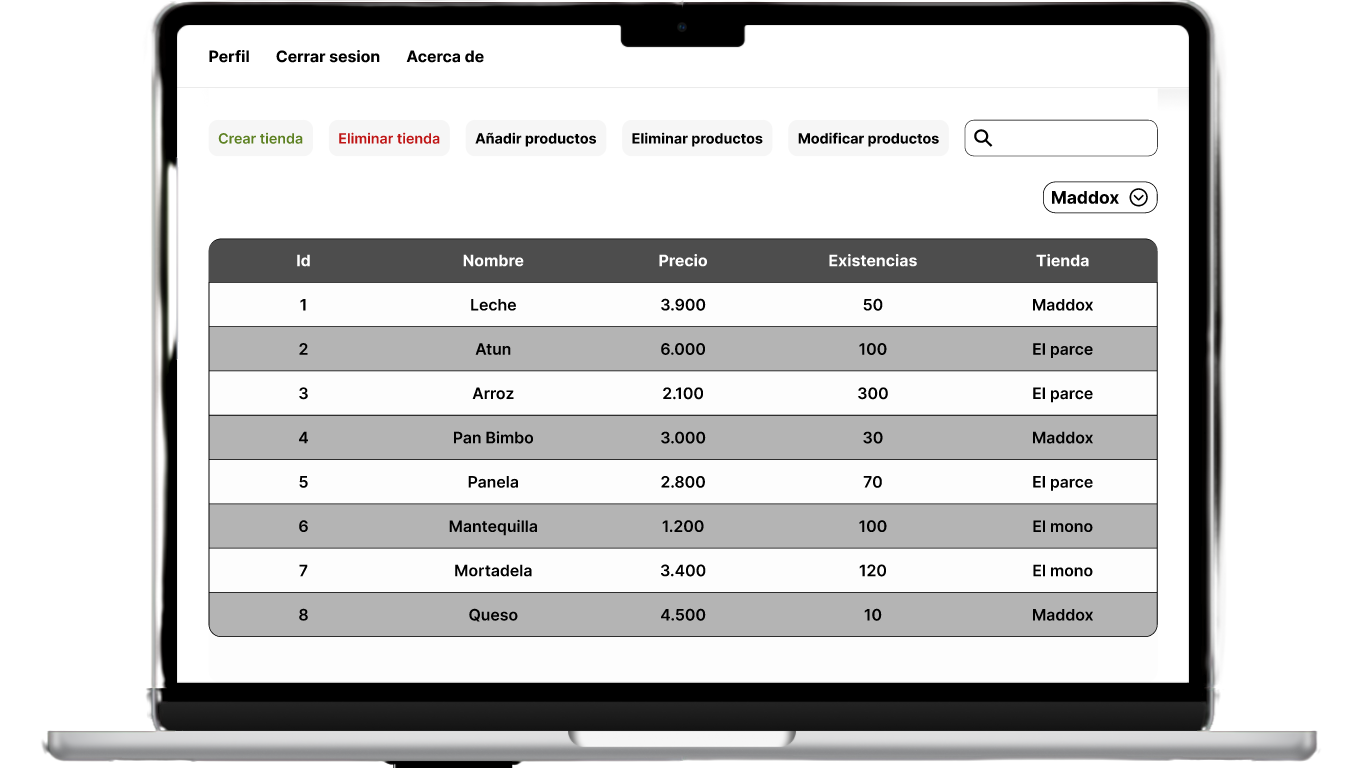 Perfil Cerrar sesion Acerca de
Crear tienda Eliminar tienda Añadir productos Eliminar productos Modificar productos
Maddox
Id Nombre Precio Existencias Tienda
1 Leche 3.900 50 Maddox
2 Atun 6.000 100 El parce
3 Arroz 2.100 300 El parce
4 Pan Bimbo 3.000 30 Maddox
5 Panela 2.800 70 El parce
6 Mantequilla 1.200 100 El mono
7 Mortadela 3.400 120 El mono
8 Queso 4.500 10 Maddox